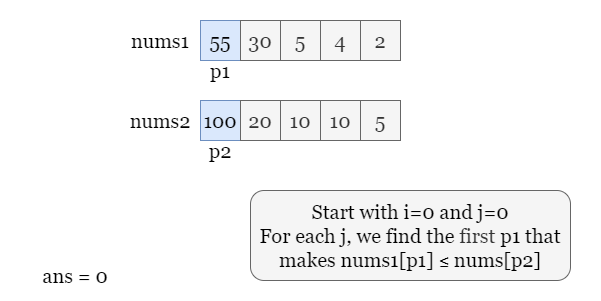 nums1 55 30 5 4 2
p1
nums2 100 20 10 10 5
p2
Start with i=0 and j=0
For each j, we find the first p1 that
makes nums1[p1] ≤ nums[p2]
ans = 0